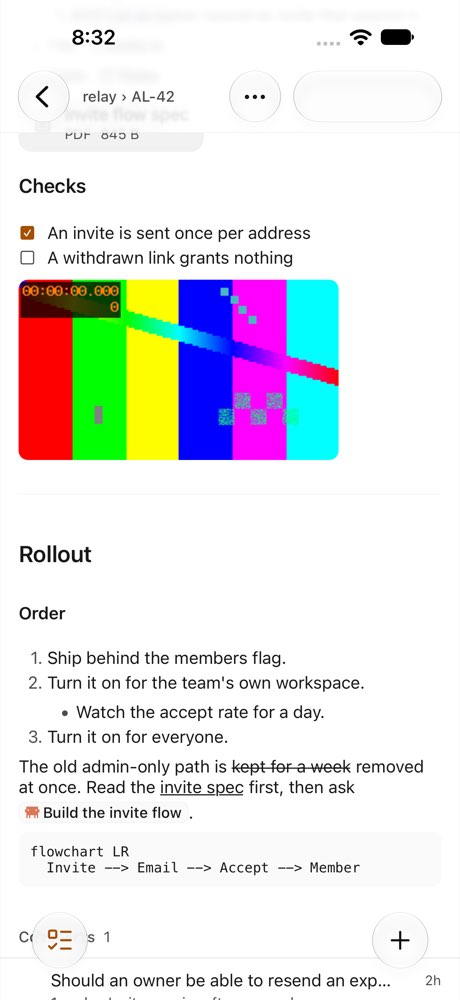 8:32
relay › AL-42
invite flow spec
PDF 845 B
Checks
An invite is sent once per address
A withdrawn link grants nothing
00:00:00.000
0
Rollout
Order
1. Ship behind the members flag.
2. Turn it on for the team's own workspace.
• Watch the accept rate for a day.
3. Turn it on for everyone.
The old admin-only path is kept for a week removed
at once. Read the invite spec first, then ask
Build the invite flow .
flowchart LR
Invite --> Email --> Accept --> Member
1
Should an owner be able to resend an exp... 2h